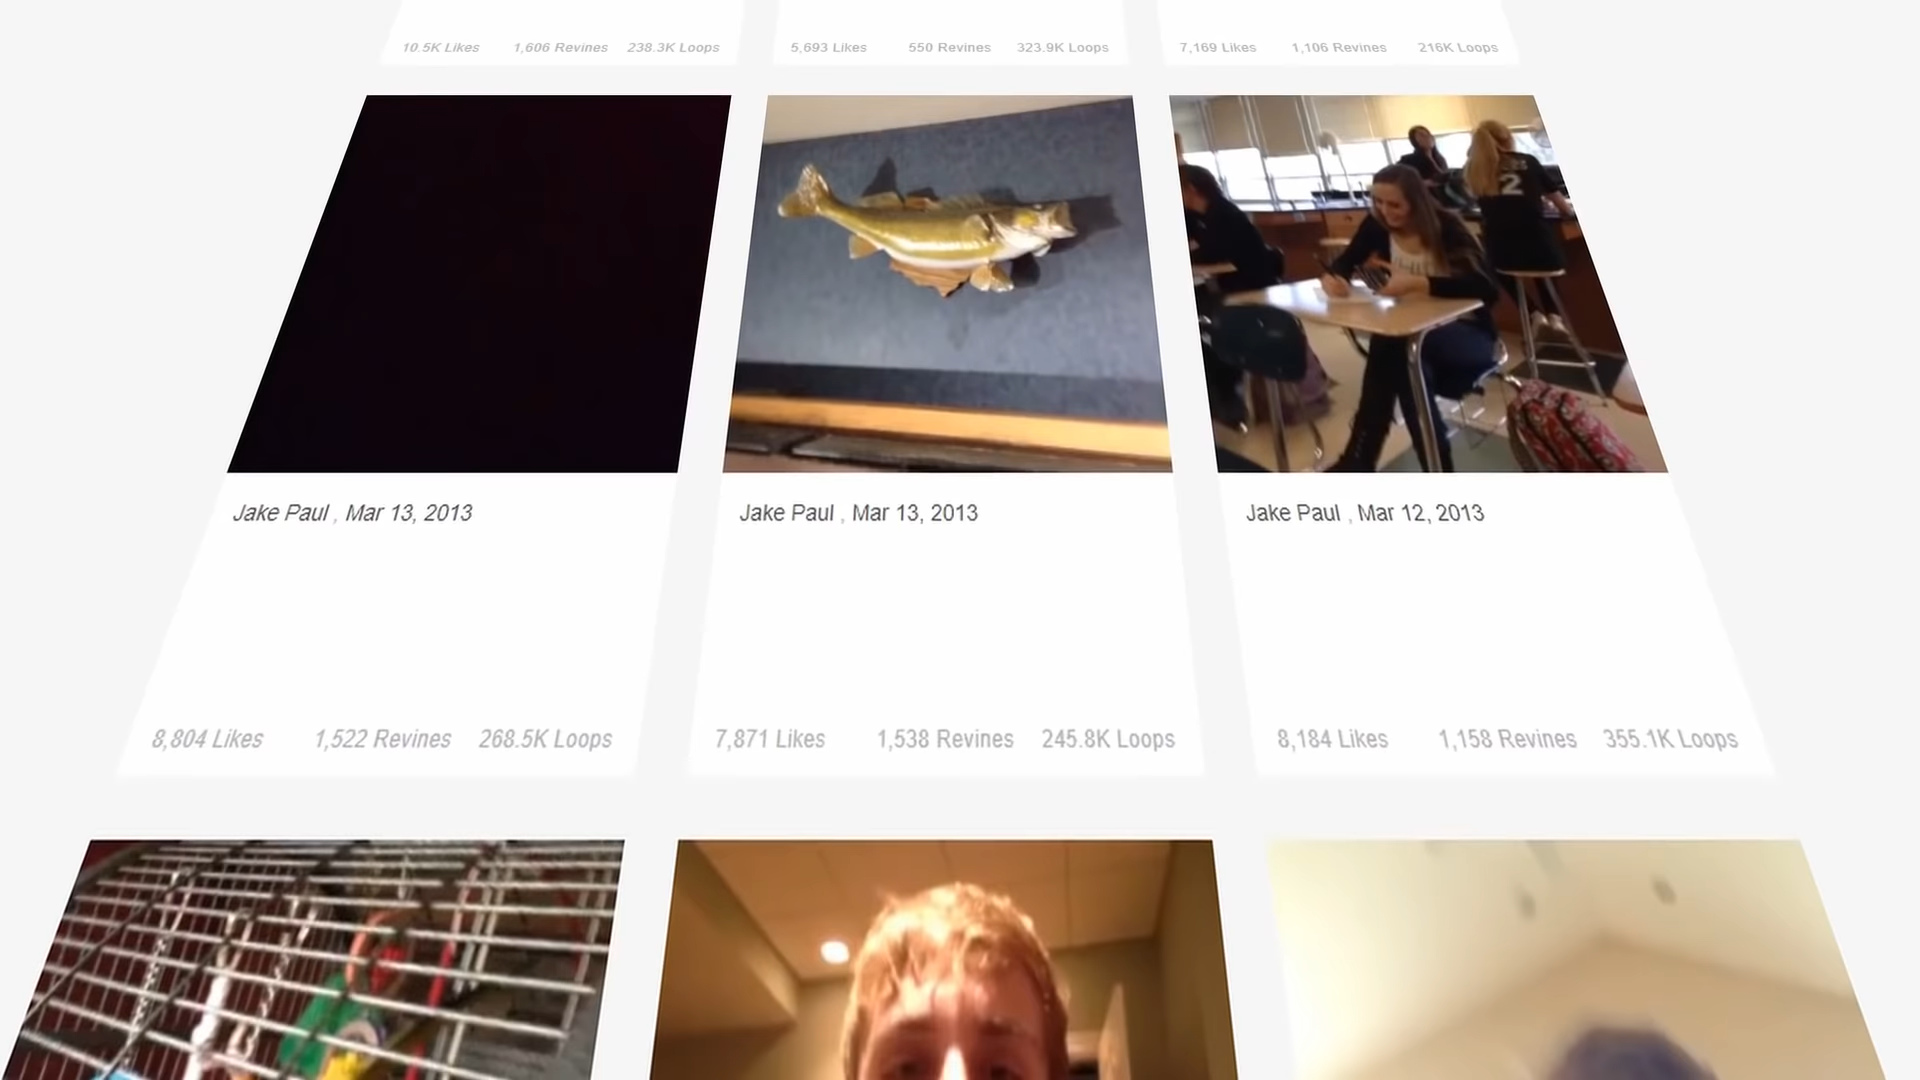 10.5K Likes 1,606 Revines 238.3K Loops
5,693 Likes 550 Revines 323.9K Loops
7,169 Likes 1,106 Revines 216K Loops
2
Jake Paul , Mar 13, 2013
Jake Paul , Mar 13, 2013
Jake Paul , Mar 12, 2013
8,804 Likes 1,522 Revines 268.5K Loops
7,871 Likes 1,538 Revines 245.8K Loops
8,184 Likes 1,158 Revines 355.1K Loops